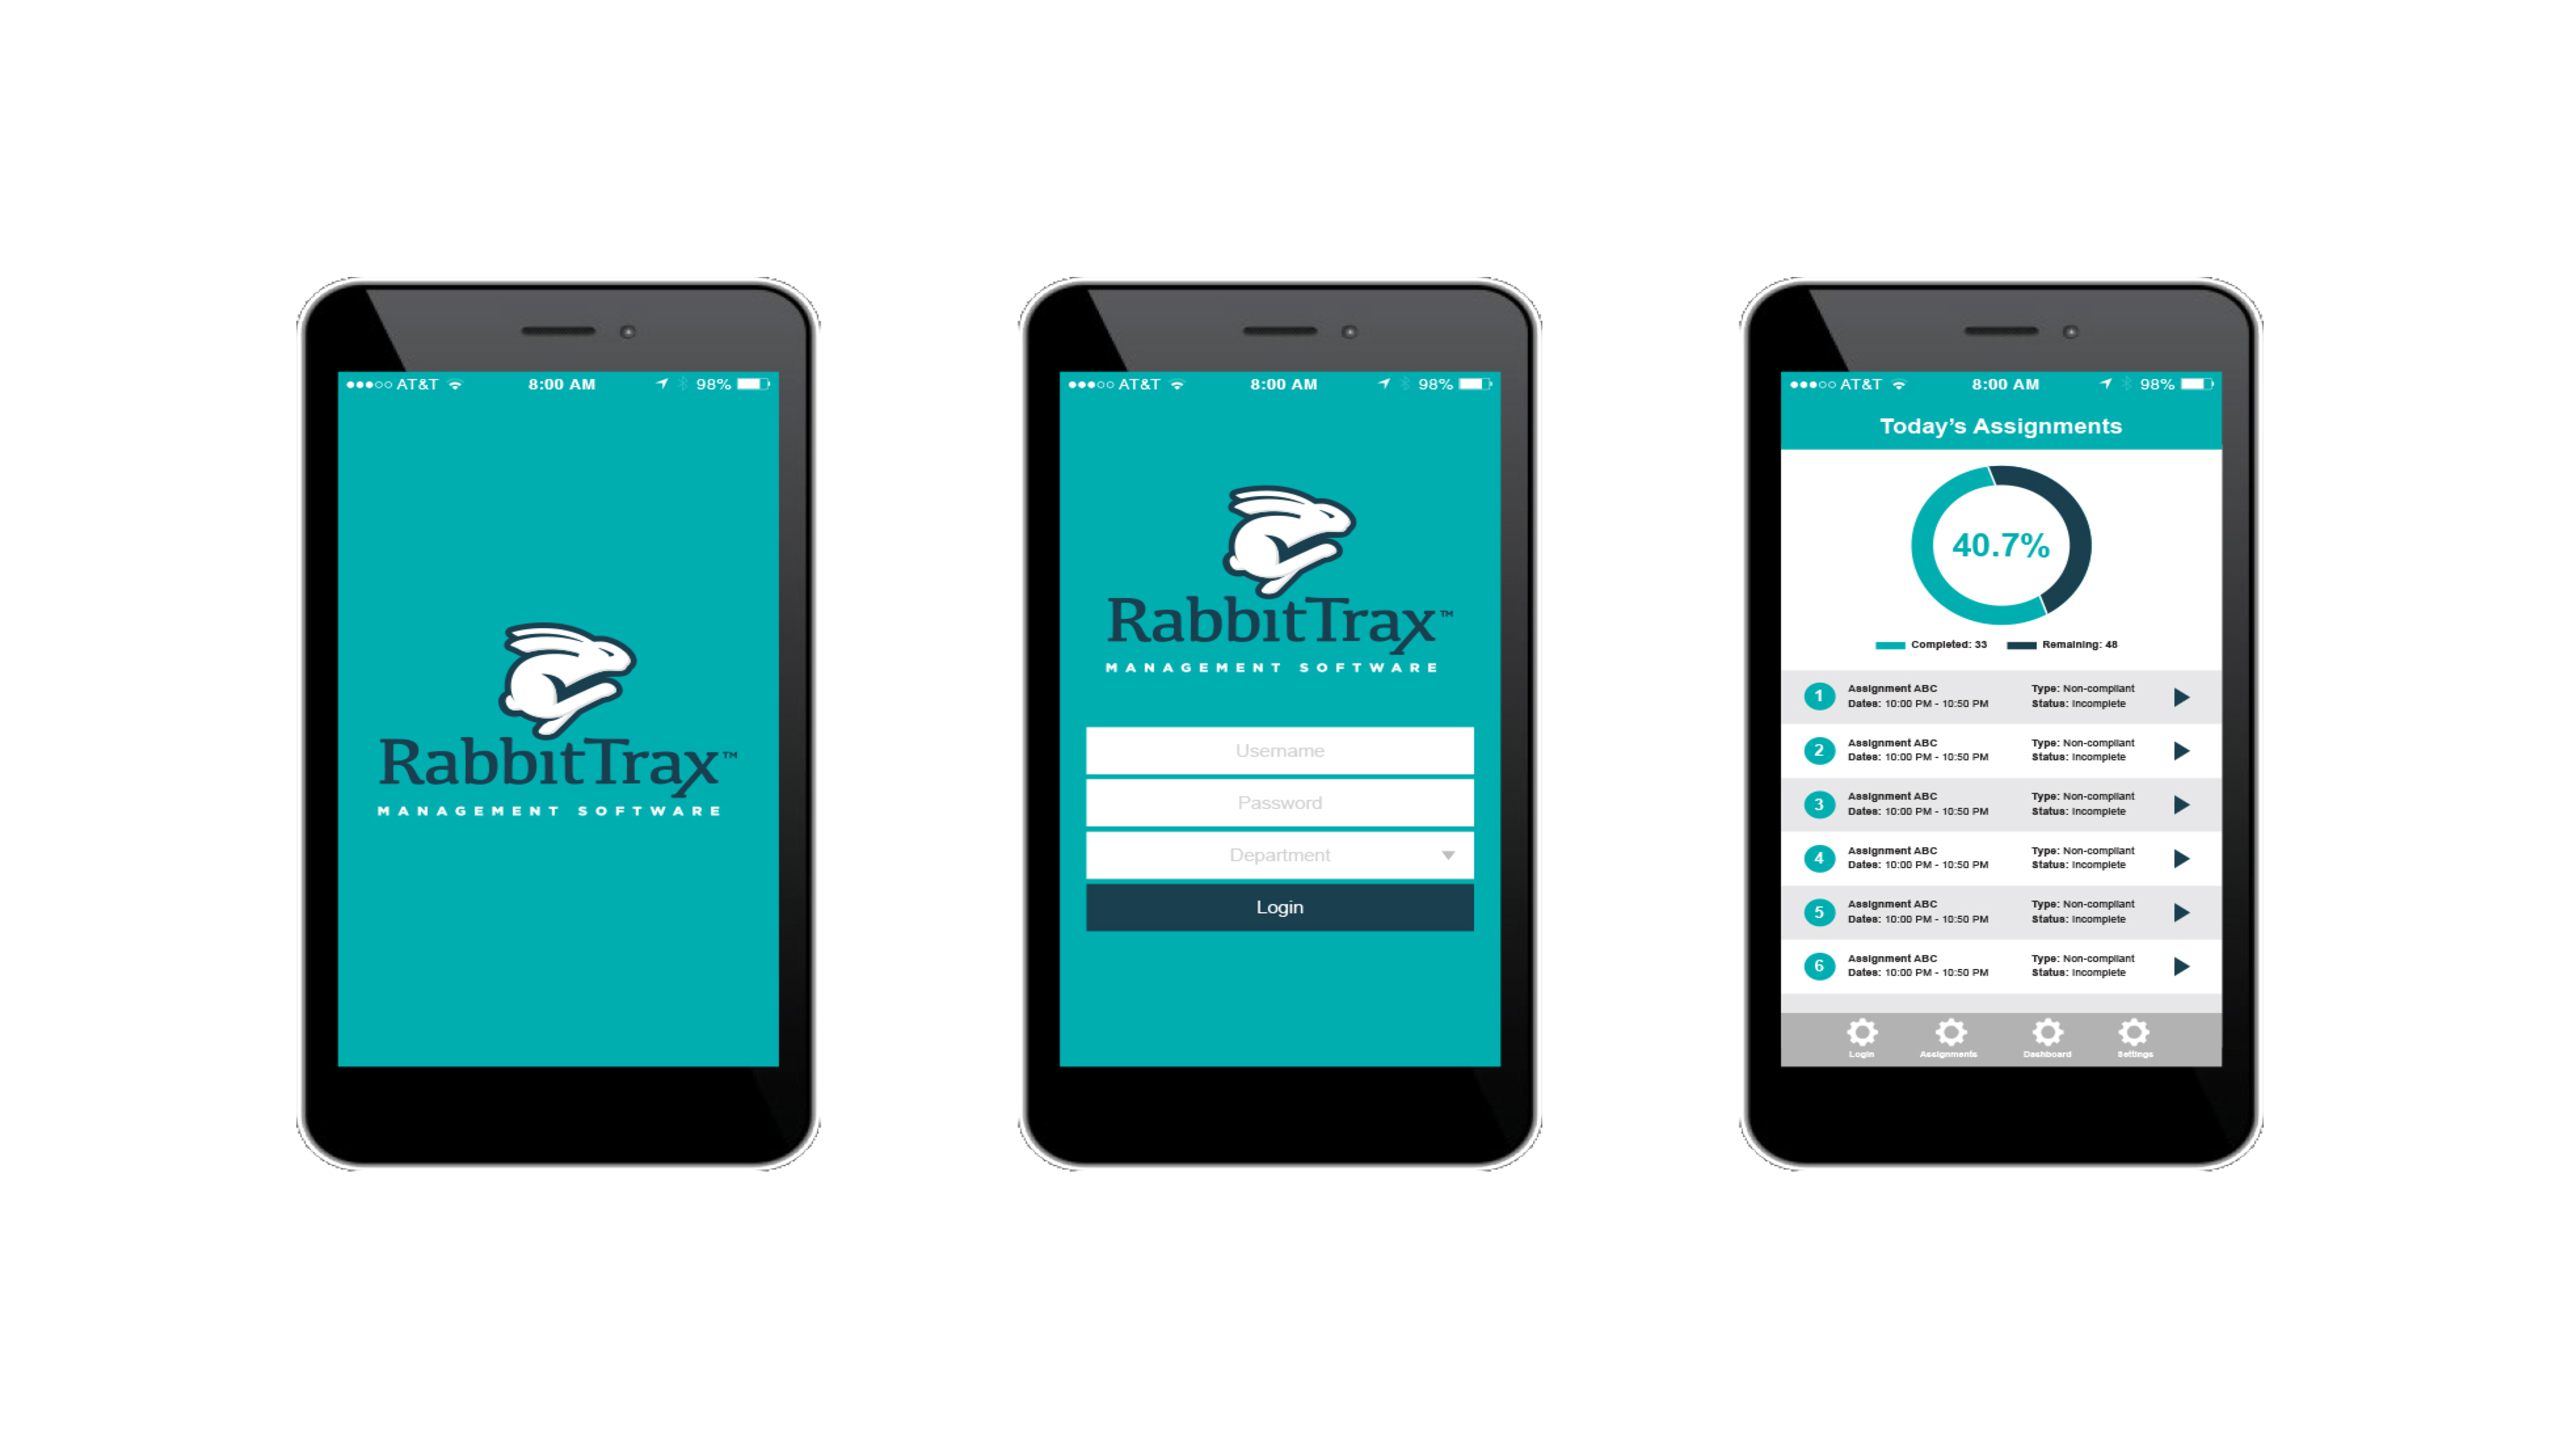 AT&T 8:00 AM 98%
RabbitTrax™
MANAGEMENT SOFTWARE
AT&T 8:00 AM 98%
RabbitTrax™
MANAGEMENT SOFTWARE
Username
Password
Department
Login
AT&T 8:00 AM 98%
Today's Assignments
40.7%
Completed: 33 Remaining: 48
1 Assignment ABC Type: Non-compliant
Dates: 10:00 PM - 10:50 PM Status: Incomplete
2 Assignment ABC Type: Non-compliant
Dates: 10:00 PM - 10:50 PM Status: Incomplete
3 Assignment ABC Type: Non-compliant
Dates: 10:00 PM - 10:50 PM Status: Incomplete
4 Assignment ABC Type: Non-compliant
Dates: 10:00 PM - 10:50 PM Status: Incomplete
5 Assignment ABC Type: Non-compliant
Dates: 10:00 PM - 10:50 PM Status: Incomplete
6 Assignment ABC Type: Non-compliant
Dates: 10:00 PM - 10:50 PM Status: Incomplete
Login Assignments Dashboard Settings